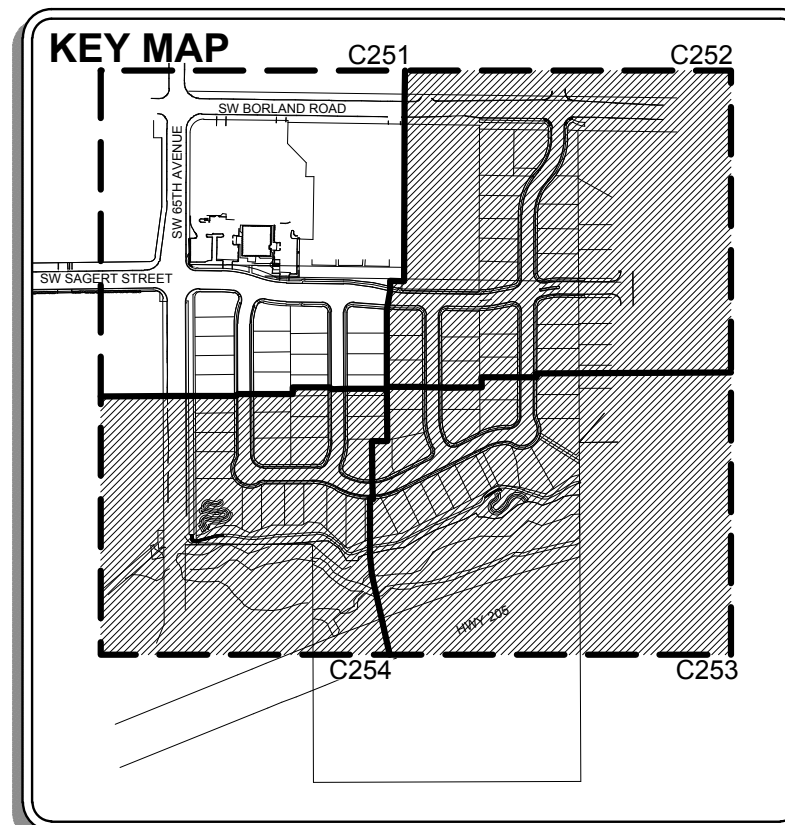 KEY MAP
C251
C252
SW BORLAND ROAD
SW 65TH AVENUE
SW SAGERT STREET
HWY 205
C254
C253